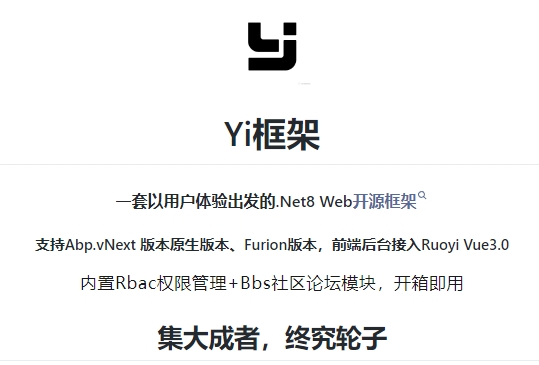 Yi框架
一套以用户体验出发的.Net8 Web开源框架
支持Abp.vNext 版本原生版本、Furion版本，前端后台接入Ruoyi Vue3.0
内置Rbac权限管理+Bbs社区论坛模块，开箱即用
集大成者，终究轮子